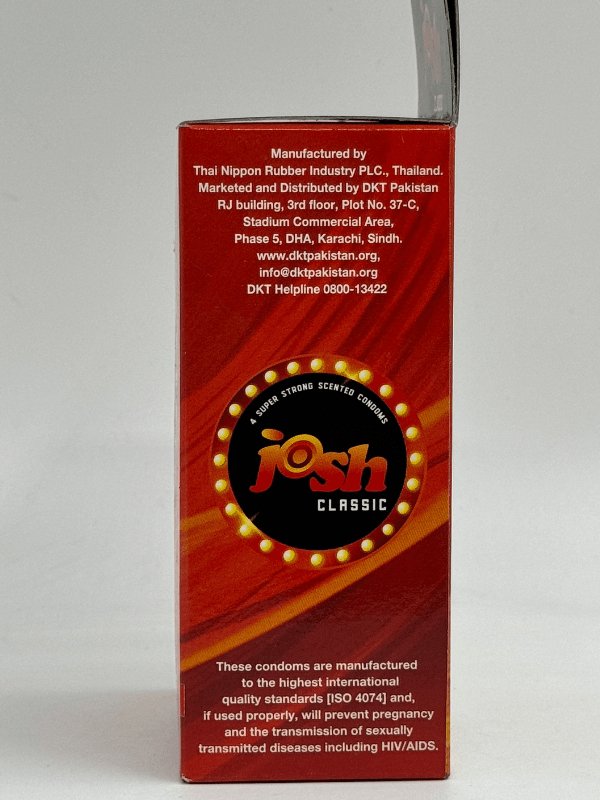 Manufactured by
Thai Nippon Rubber Industry PLC., Thailand.
Marketed and Distributed by DKT Pakistan
RJ building, 3rd floor, Plot No. 37-C,
Stadium Commercial Area,
Phase 5, DHA, Karachi, Sindh.
www.dktpakistan.org,
info@dktpakistan.org
DKT Helpline 0800-13422
4 SUPER STRONG SCENTED CONDOMS
josh
CLASSIC
These condoms are manufactured
to the highest international
quality standards [ISO 4074] and,
if used properly, will prevent pregnancy
and the transmission of sexually
transmitted diseases including HIV/AIDS.